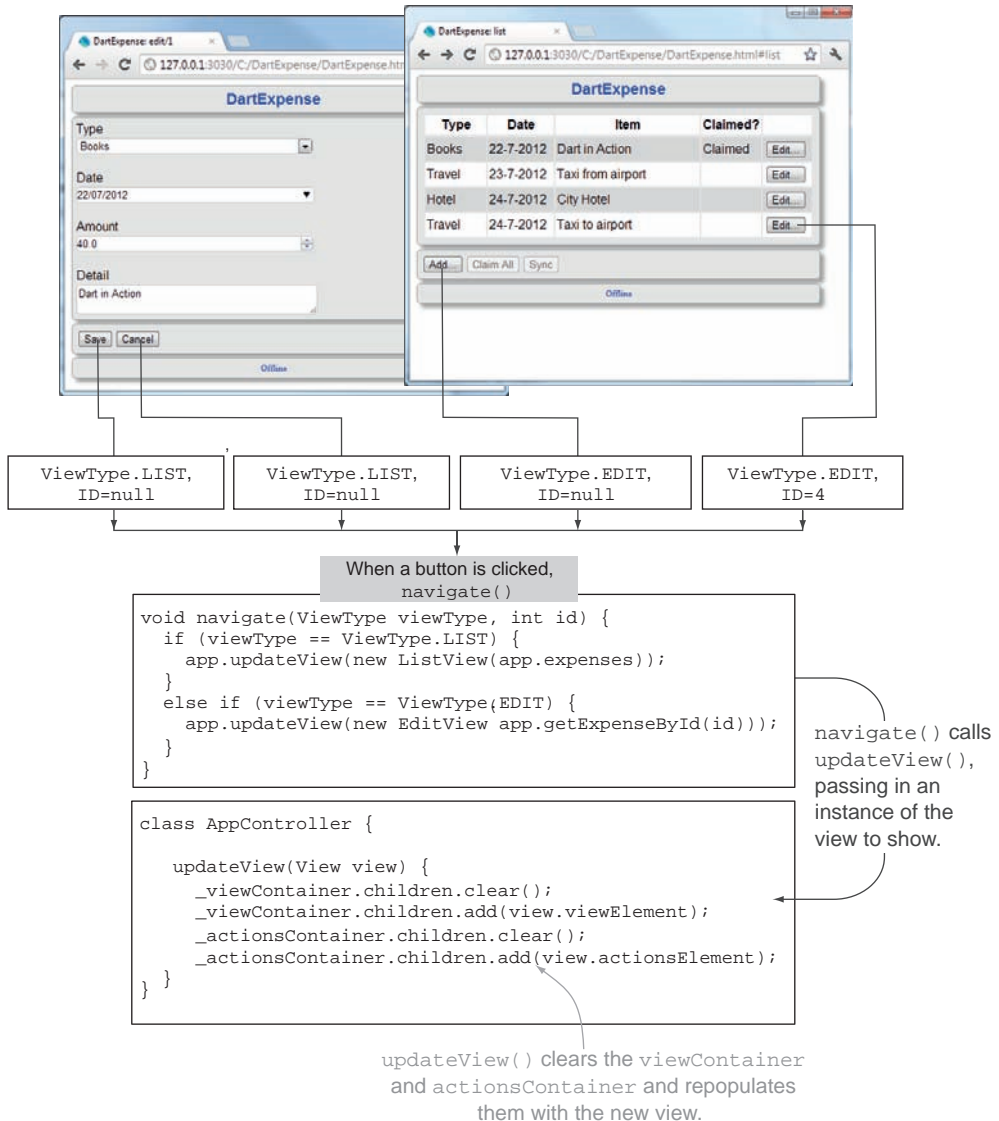 DartExpense: edit/1
127.0.0.1:3030/C:/DartExpense/DartExpense.htm
DartExpense
Type
Books
Date
22/07/2012
Amount
40.0
Detail
Dart in Action
Save Cancel
Offline
DartExpense: list
127.0.0.1:3030/C:/DartExpense/DartExpense.html#list
DartExpense
Type Date Item Claimed?
Books 22-7-2012 Dart in Action Claimed Edit...
Travel 23-7-2012 Taxi from airport Edit...
Hotel 24-7-2012 City Hotel Edit...
Travel 24-7-2012 Taxi to airport Edit...
Add... Claim All Sync
Offline
,
ViewType.LIST,
ID=null
ViewType.LIST,
ID=null
ViewType.EDIT,
ID=null
ViewType.EDIT,
ID=4
When a button is clicked,
navigate()
void navigate(ViewType viewType, int id) {
if (viewType == ViewType.LIST) {
app.updateView(new ListView(app.expenses));
}
else if (viewType == ViewType.EDIT) {
app.updateView(new EditView app.getExpenseById(id)));
}
}
navigate() calls
updateView(),
passing in an
instance of the
view to show.
class AppController {
updateView(View view) {
_viewContainer.children.clear();
_viewContainer.children.add(view.viewElement);
_actionsContainer.children.clear();
_actionsContainer.children.add(view.actionsElement);
}
}
updateView() clears the viewContainer
and actionsContainer and repopulates
them with the new view.